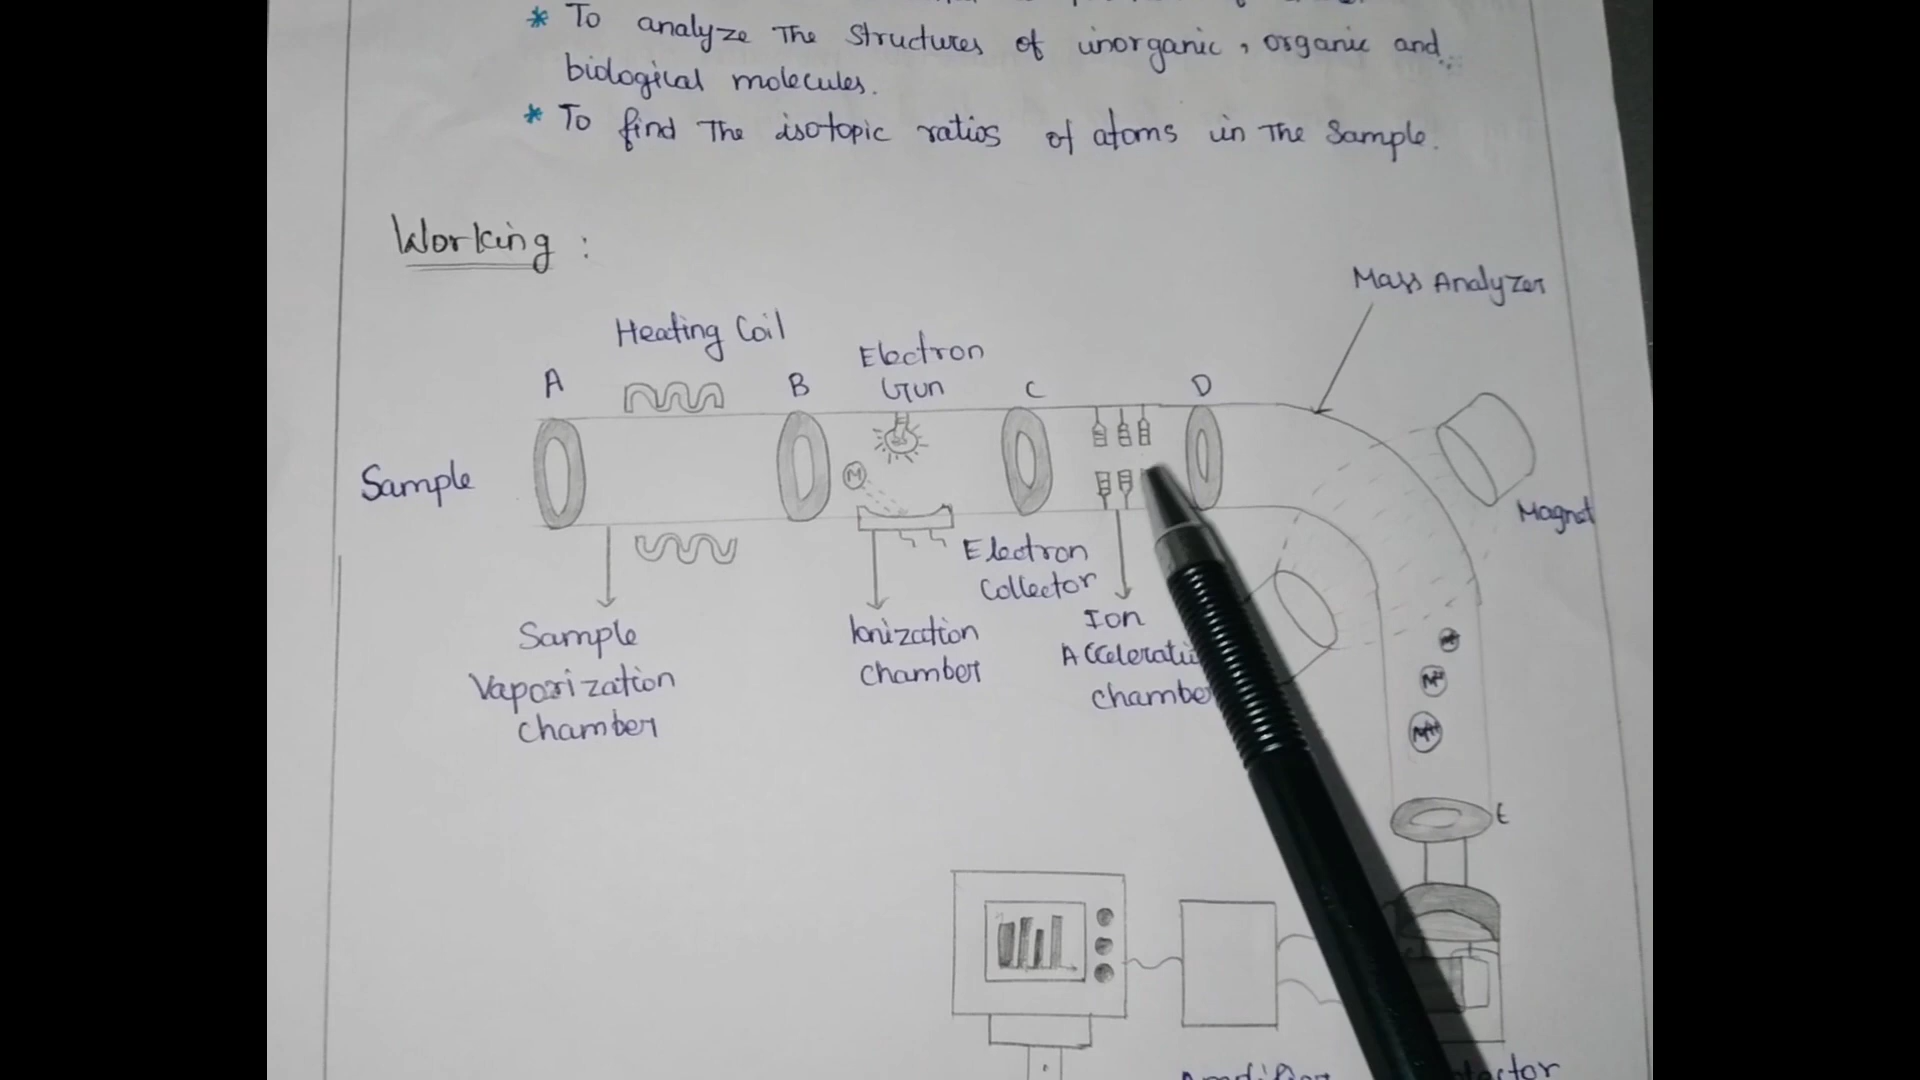 * To analyze The Structures of inorganic, organic and
biological molecules.
* To find The isotopic ratios of atoms in The Sample.
Working :
Mass Analyzer
Heating Coil
Electron
Gun
A
B
C
D
Sample
M
Magnet
Electron
Collector
Sample
Vaporization
chamber
Ionization
chamber
Ion
Chamber
E